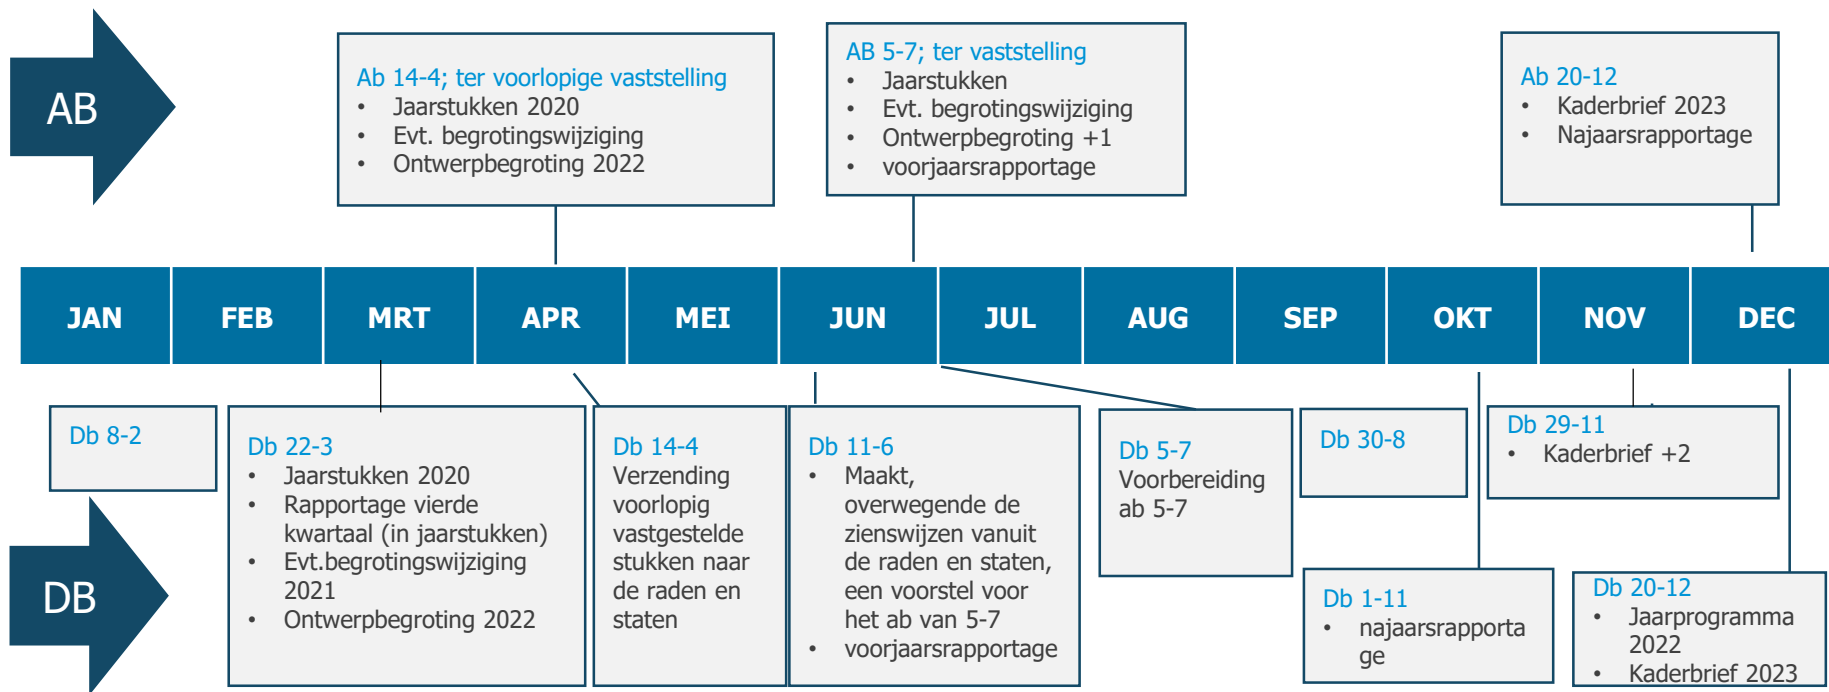 AB
Ab 14-4; ter voorlopige vaststelling
• Jaarstukken 2020
• Evt. begrotingswijziging
• Ontwerpbegroting 2022
AB 5-7; ter vaststelling
• Jaarstukken
• Evt. begrotingswijziging
• Ontwerpbegroting +1
• voorjaarsrapportage
Ab 20-12
• Kaderbrief 2023
• Najaarsrapportage
JAN
FEB
MRT
APR
MEI
JUN
JUL
AUG
SEP
OKT
NOV
DEC
DB
Db 8-2
Db 22-3
• Jaarstukken 2020
• Rapportage vierde
kwartaal (in jaarstukken)
• Evt.begrotingswijziging
2021
• Ontwerpbegroting 2022
Db 14-4
Verzending
voorlopig
vastgestelde
stukken naar
de raden en
staten
Db 11-6
• Maakt,
overwegende de
zienswijzen vanuit
de raden en staten,
een voorstel voor
het ab van 5-7
• voorjaarsrapportage
Db 5-7
Voorbereiding
ab 5-7
Db 30-8
Db 1-11
• najaarsrapporta
ge
Db 29-11
• Kaderbrief +2
Db 20-12
• Jaarprogramma
2022
• Kaderbrief 2023